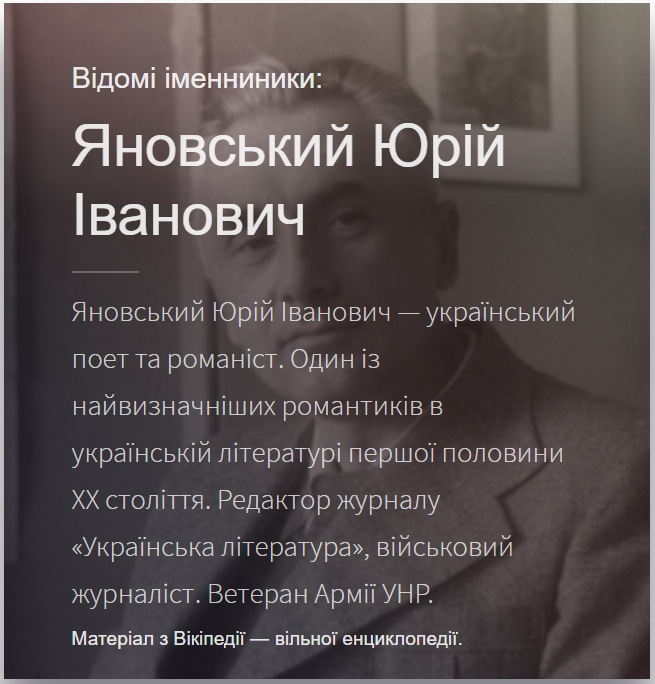 Відомі іменниники:
Яновський Юрій
Іванович
Яновський Юрій Іванович — український
поет та романіст. Один із
найвизначніших романтиків в
українській літературі першої половини
XX століття. Редактор журналу
«Українська література», військовий
журналіст. Ветеран Армії УНР.
Матеріал з Вікіпедії — вільної енциклопедії.